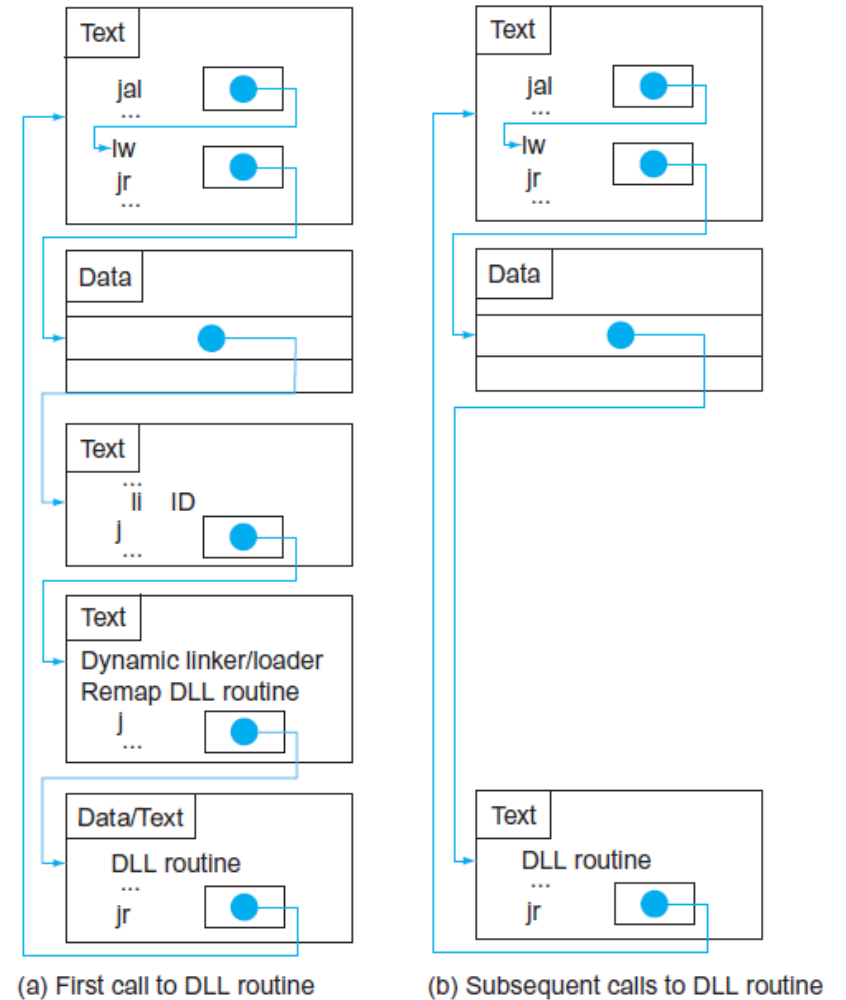 Text
jal
...
lw
jr
...
Data
Text
...
li ID
j
...
Text
Dynamic linker/loader
Remap DLL routine
j
...
Data/Text
DLL routine
...
jr
(a) First call to DLL routine
Text
jal
...
lw
jr
...
Data
Text
DLL routine
...
jr
(b) Subsequent calls to DLL routine